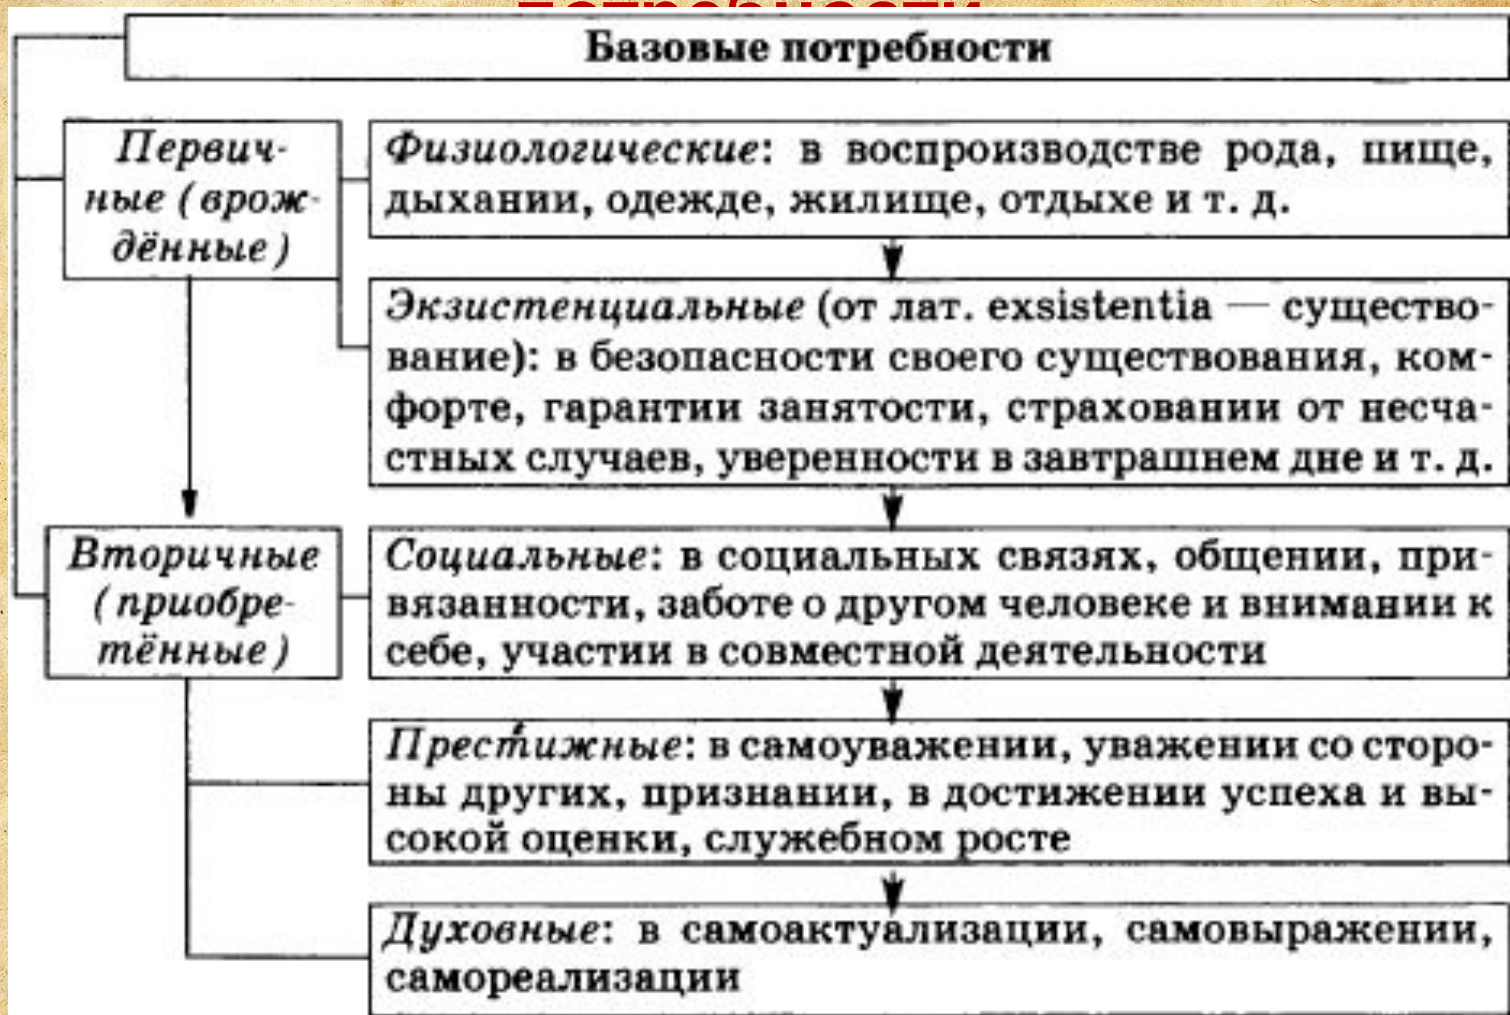 Базовые потребности
Первич-
ные (врож-
дённые)
Физиологические: в воспроизводстве рода, пище,
дыхании, одежде, жилище, отдыхе и т. д.
Экзистенциальные (от лат. exsistentia — существо-
вание): в безопасности своего существования, ком-
форте, гарантии занятости, страховании от несча-
стных случаев, уверенности в завтрашнем дне и т. д.
Вторичные
(приобре-
тённые)
Социальные: в социальных связях, общении, при-
вязанности, заботе о другом человеке и внимании к
себе, участии в совместной деятельности
Престижные: в самоуважении, уважении со сторо-
ны других, признании, в достижении успеха и вы-
сокой оценки, служебном росте
Духовные: в самоактуализации, самовыражении,
самореализации